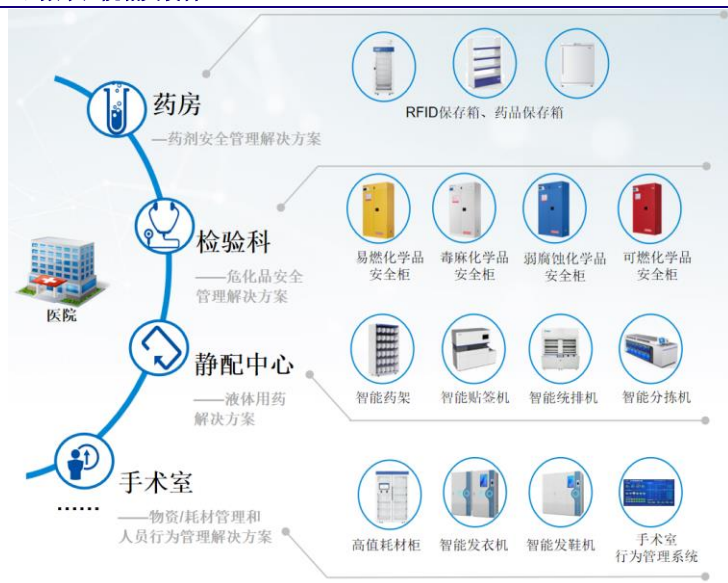 药房
—药剂安全管理解决方案
RFID保存箱、药品保存箱
检验科
——危化品安全
管理解决方案
易燃化学品
安全柜
毒麻化学品
安全柜
弱腐蚀化学品
安全柜
可燃化学品
安全柜
医院
静配中心
—液体用药
解决方案
智能药架
智能贴签机
智能统排机
智能分拣机
手术室
......
——物资/耗材管理和
人员行为管理解决方案
高值耗材柜
智能发衣机
智能发鞋机
手术室
行为管理系统